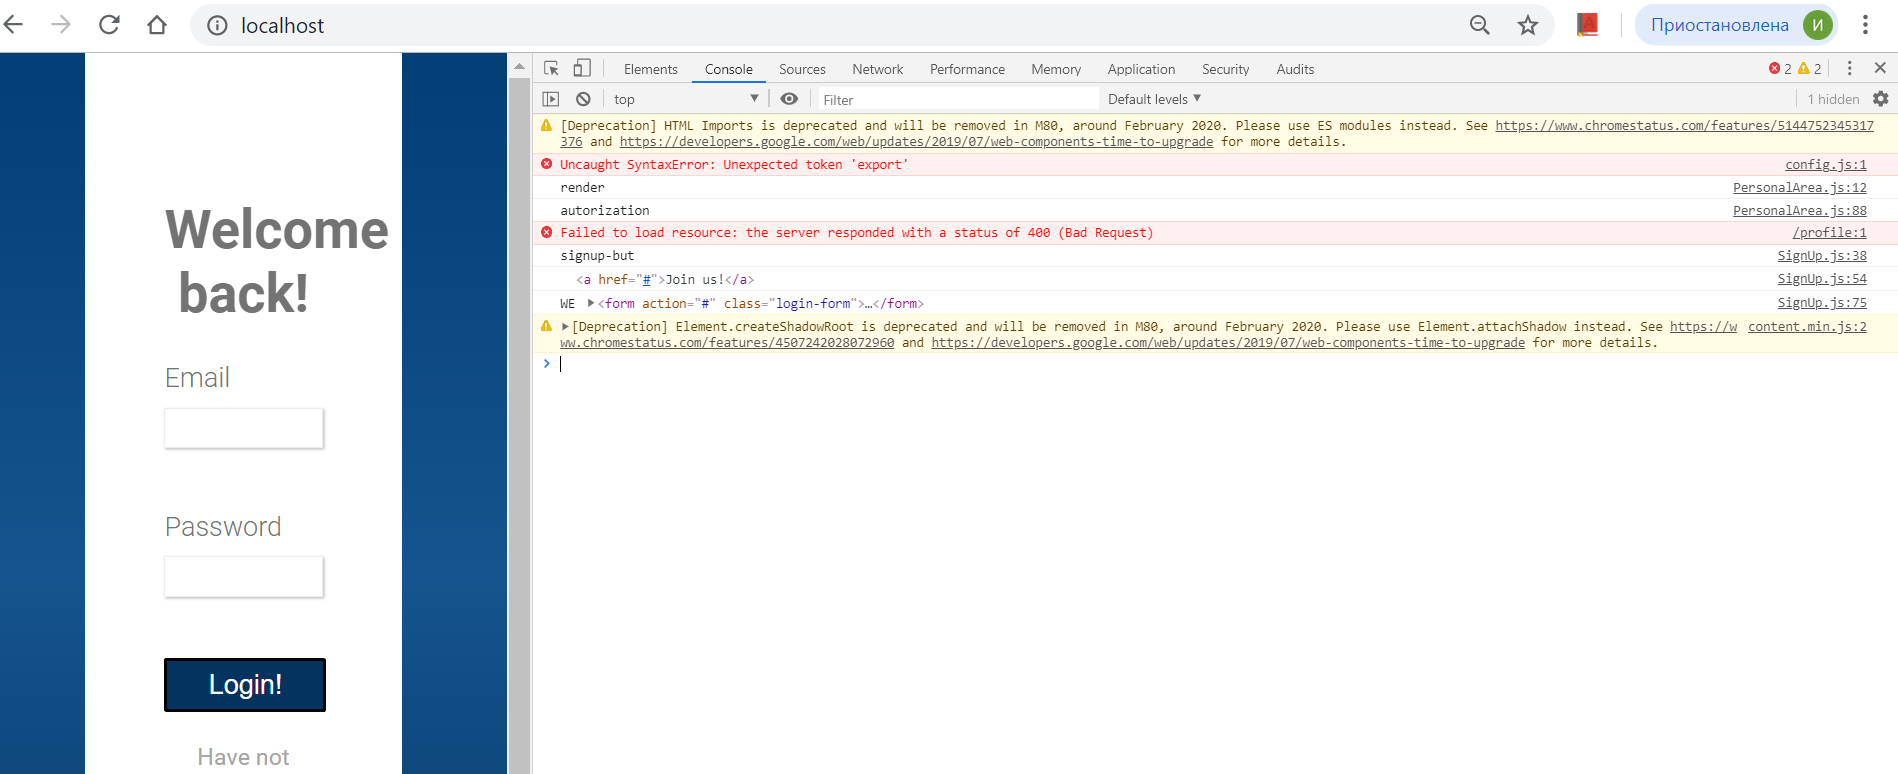 localhost
Приостановлена
И
Elements Console Sources Network Performance Memory Application Security Audits
2 2
top
Filter
Default levels
1 hidden
[Deprecation] HTML Imports is deprecated and will be removed in M80, around February 2020. Please use ES modules instead. See https://www.chromestatus.com/features/5144752345317
376 and https://developers.google.com/web/updates/2019/07/web-components-time-to-upgrade for more details.
Uncaught SyntaxError: Unexpected token 'export' config.js:1
render PersonalArea.js:12
autorization PersonalArea.js:88
Failed to load resource: the server responded with a status of 400 (Bad Request) /profile:1
signup-but SignUp.js:38
<a href="#">Join us!</a> SignUp.js:54
WE <form action="#" class="login-form">…</form> SignUp.js:75
[Deprecation] Element.createShadowRoot is deprecated and will be removed in M80, around February 2020. Please use Element.attachShadow instead. See https://w content.min.js:2
ww.chromestatus.com/features/4507242028072960 and https://developers.google.com/web/updates/2019/07/web-components-time-to-upgrade for more details.
Welcome
back!
Email
Password
Login!
Have not